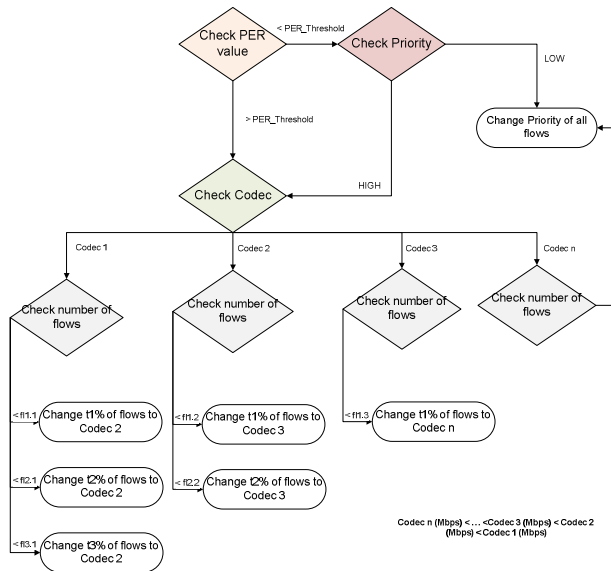 Check PER
value
< PER_Threshold
Check Priority
LOW
Change Priority of all
flows
> PER_Threshold
HIGH
Check Codec
Codec 1
Codec 2
Codec 3
Codec n
Check number of
flows
Check number of
flows
Check number of
flows
Check number of
flows
< fl1.1
Change t1% of flows to
Codec 2
< fl1.2
Change t1% of flows to
Codec 3
< fl1.3
Change t1% of flows to
Codec n
< fl2.1
Change t2% of flows to
Codec 2
< fl2.2
Change t2% of flows to
Codec 3
< fl3.1
Change t3% of flows to
Codec 2
Codec n (Mbps) < ... <Codec 3 (Mbps) < Codec 2
(Mbps) < Codec 1 (Mbps)